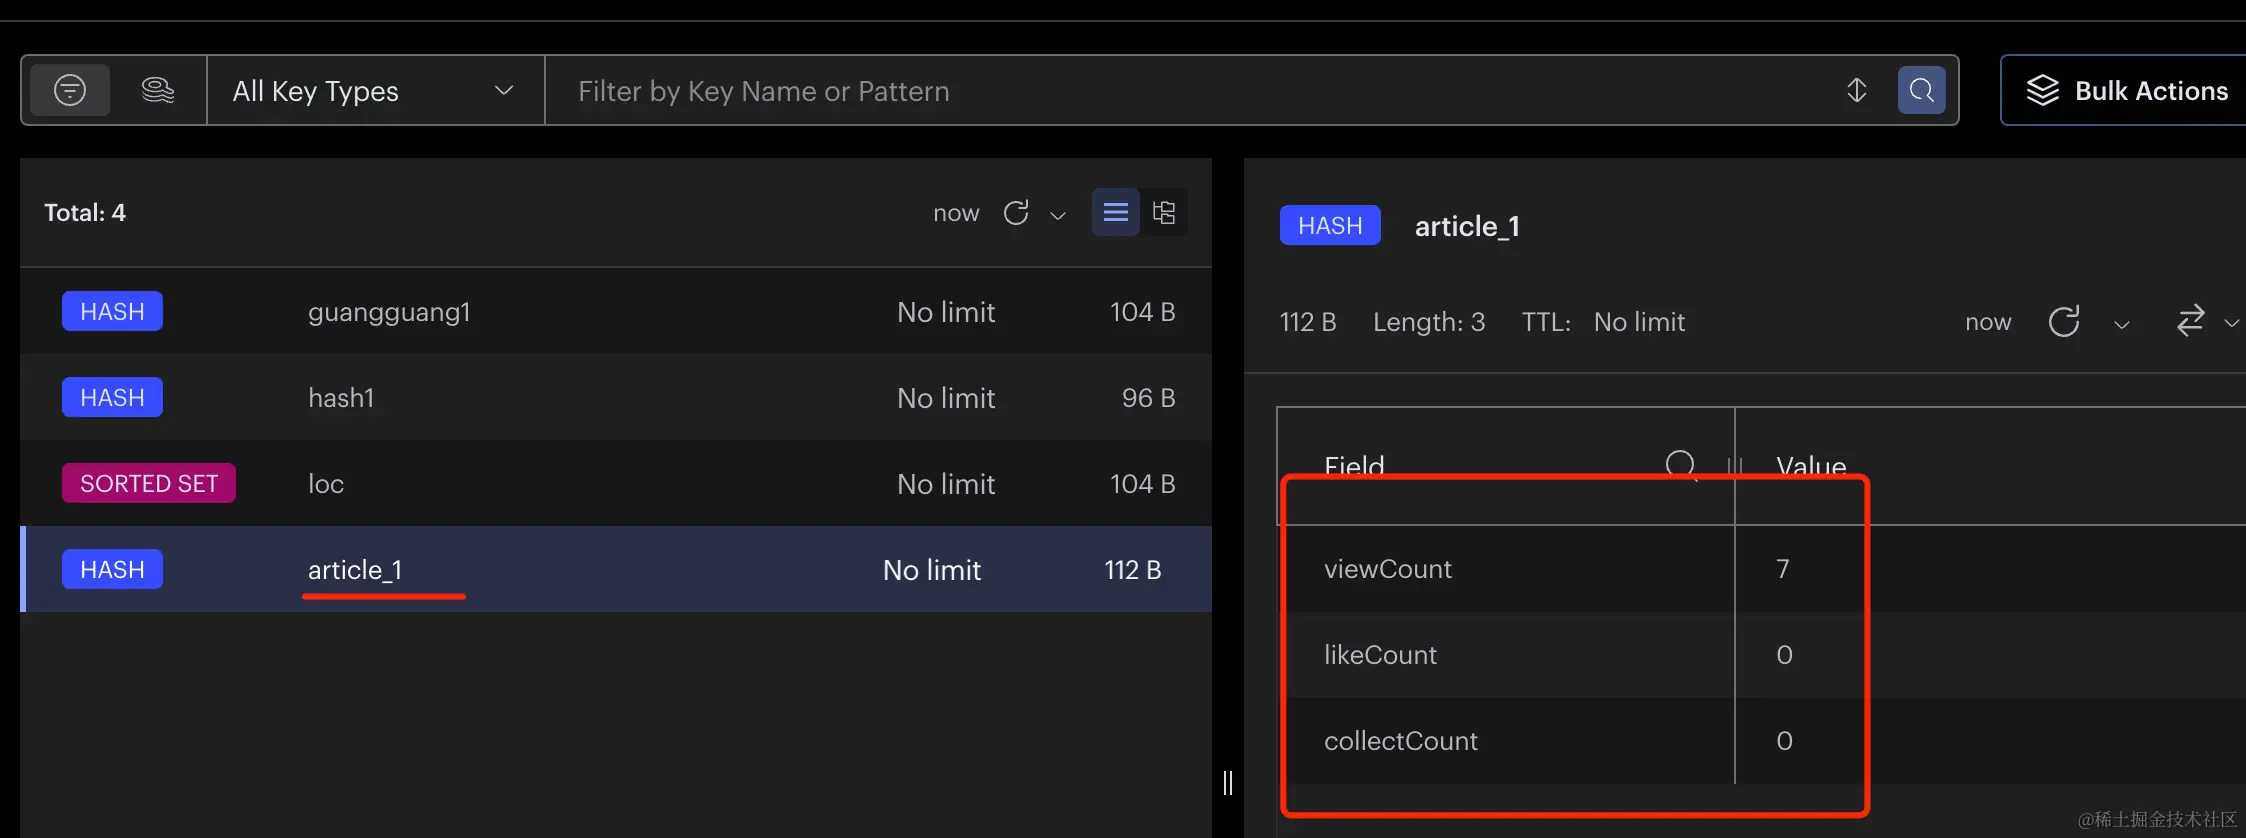 All Key Types
Filter by Key Name or Pattern
Bulk Actions
Total: 4
now
HASH guangguang1 No limit 104 B
HASH hash1 No limit 96 B
SORTED SET loc No limit 104 B
HASH article_1 No limit 112 B
HASH article_1
112 B Length: 3 TTL: No limit now
Field Value
viewCount 7
likeCount 0
collectCount 0
@稀土掘金技术社区